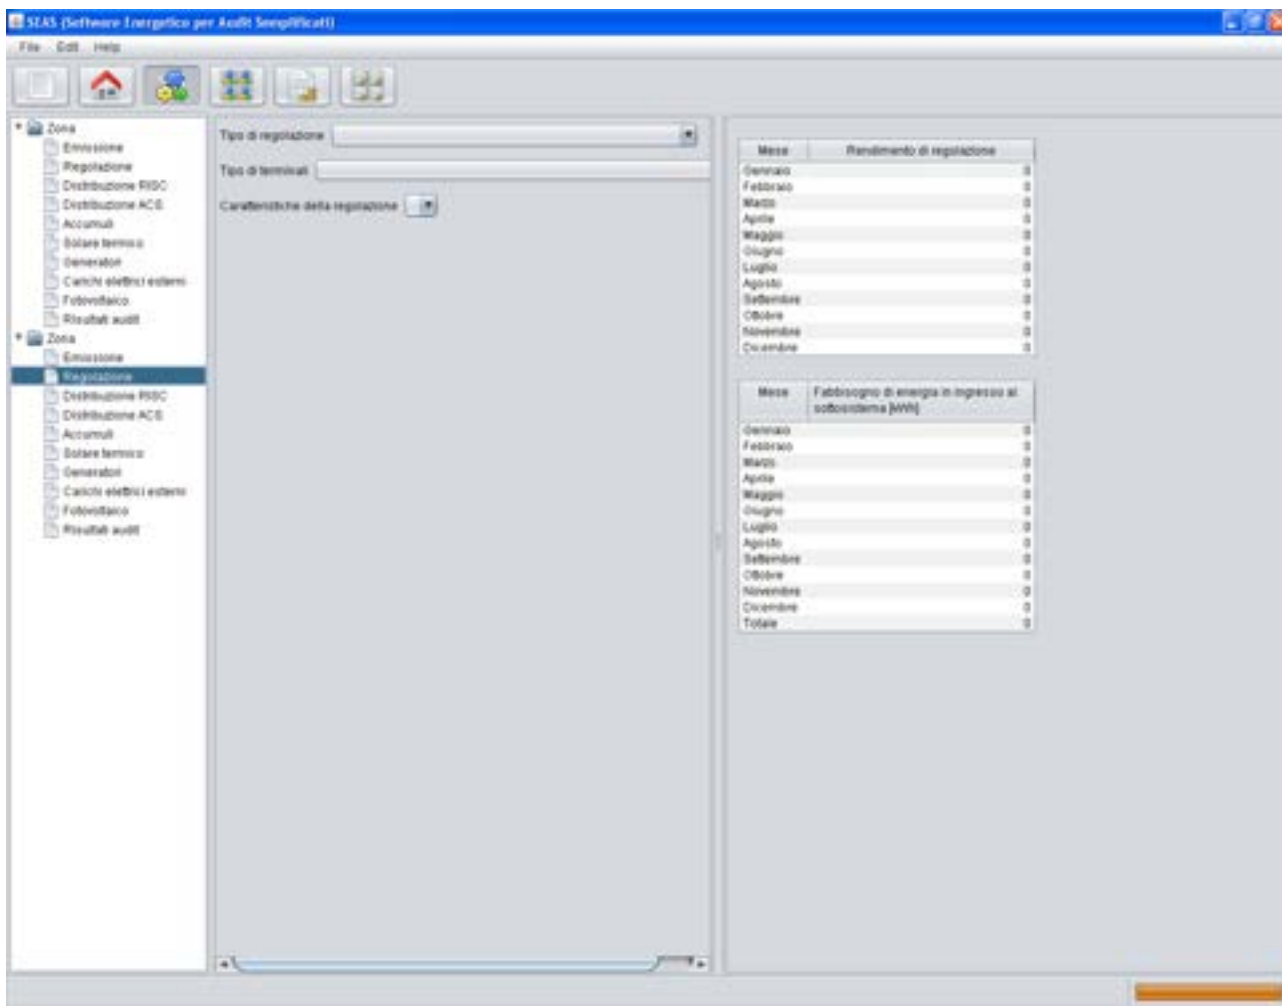 SEAS (Software Energetico per Audit Semplificati)
File Edit Help
Zona
Emissione
Regolazione
Distribuzione RISC
Distribuzione ACS
Accumuli
Solare termico
Generatori
Carichi elettrici esterni
Fotovoltaico
Risultati audit
Zona
Emissione
Regolazione
Distribuzione RISC
Distribuzione ACS
Accumuli
Solare termico
Generatori
Carichi elettrici esterni
Fotovoltaico
Risultati audit
Tipo di regolazione
Tipo di terminali
Caratteristiche della regolazione
Mese Rendimento di regolazione
Gennaio 0
Febbraio 0
Marzo 0
Aprile 0
Maggio 0
Giugno 0
Luglio 0
Agosto 0
Settembre 0
Ottobre 0
Novembre 0
Dicembre 0
Mese Fabbisogno di energia in ingresso al
sottosistema [kWh]
Gennaio 0
Febbraio 0
Marzo 0
Aprile 0
Maggio 0
Giugno 0
Luglio 0
Agosto 0
Settembre 0
Ottobre 0
Novembre 0
Dicembre 0
Totale 0